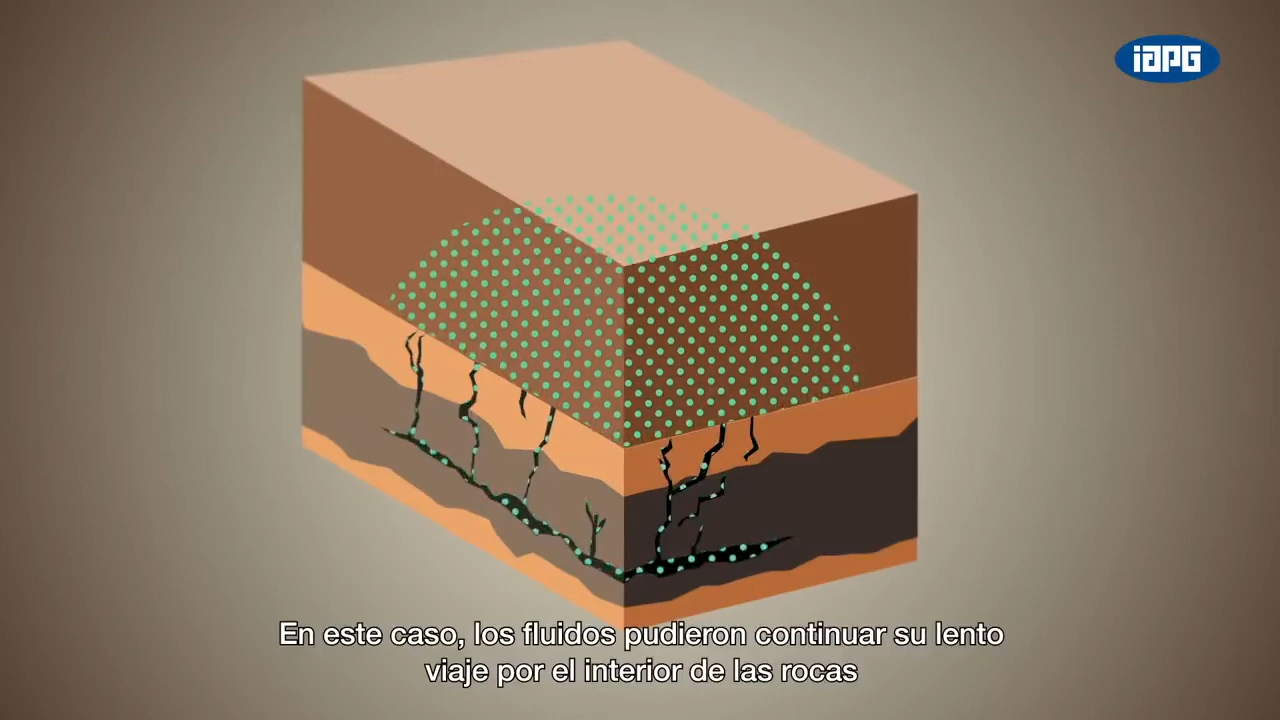 iapg
En este caso, los fluidos pudieron continuar su lento
viaje por el interior de las rocas